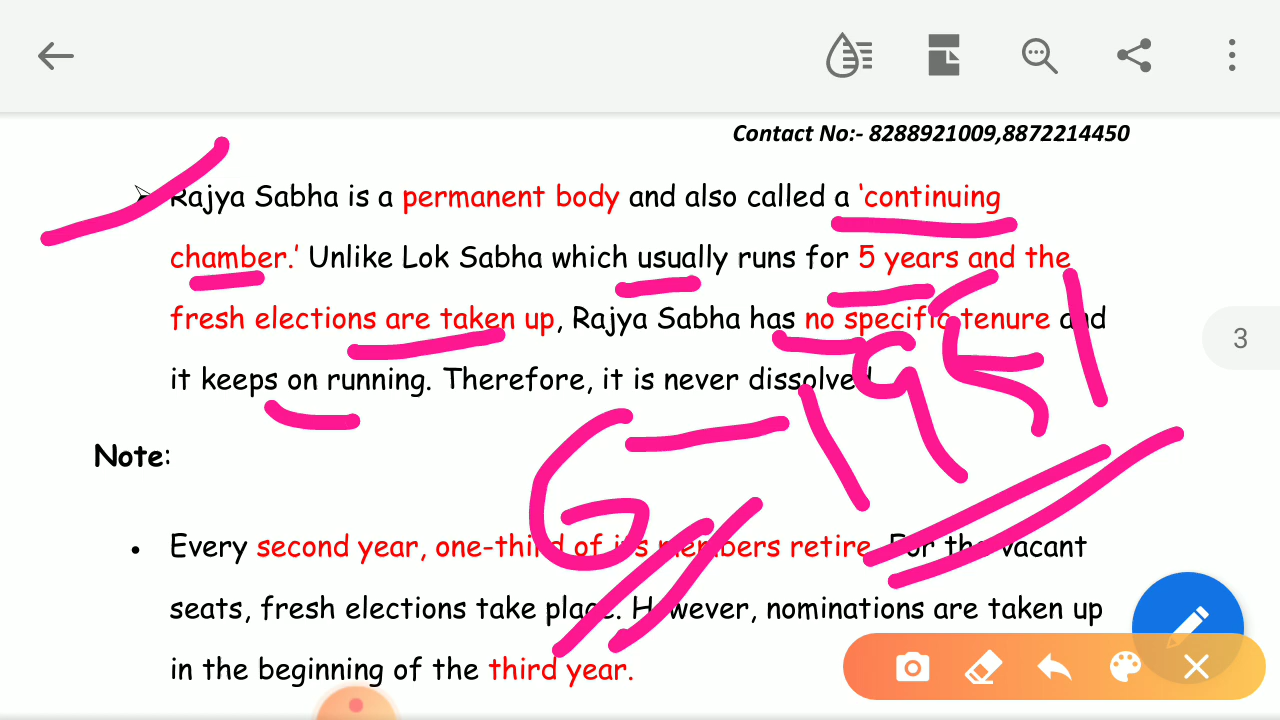 Contact No:- 8288921009,8872214450
Rajya Sabha is a permanent body and also called a ‘continuing
chamber.’ Unlike Lok Sabha which usually runs for 5 years and the
fresh elections are taken up, Rajya Sabha has no specific tenure and
it keeps on running. Therefore, it is never dissolved
6 – 1951
3
Note:
• Every second year, one-third of its members retire. For the vacant
seats, fresh elections take place. However, nominations are taken up
in the beginning of the third year.